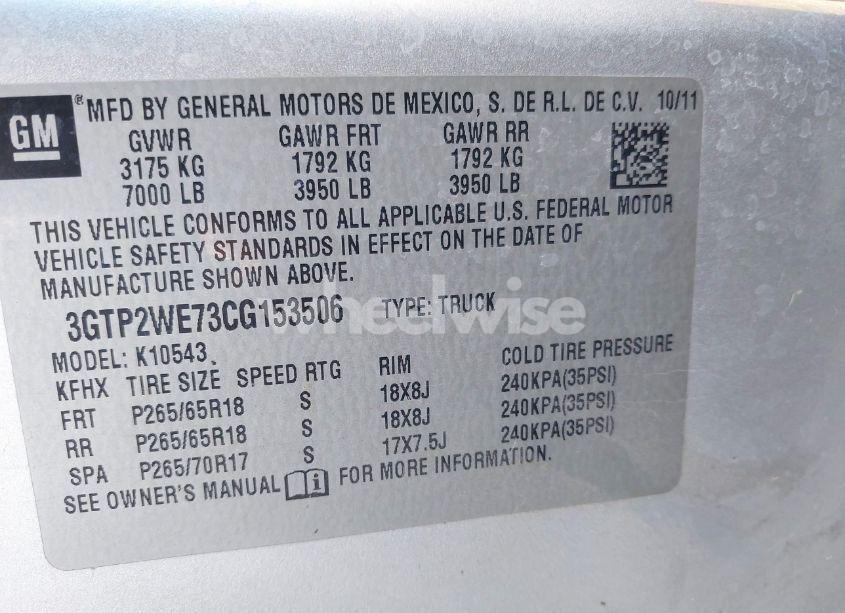 GM
® MFD BY GENERAL MOTORS DE MEXICO, S. DE R.L. DE C.V. 10/11
GVWR GAWR FRT GAWR RR
3175 KG 1792 KG 1792 KG
7000 LB 3950 LB 3950 LB
THIS VEHICLE CONFORMS TO ALL APPLICABLE U.S. FEDERAL MOTOR
VEHICLE SAFETY STANDARDS IN EFFECT ON THE DATE OF
MANUFACTURE SHOWN ABOVE.
3GTP2WE73CG153506 TYPE: TRUCK
wheelwise
MODEL: K10543
KFHX TIRE SIZE SPEED RTG RIM COLD TIRE PRESSURE
FRT P265/65R18 S 18X8J 240KPA(35PSI)
RR P265/65R18 S 18X8J 240KPA(35PSI)
SPA P265/70R17 S 17X7.5J 240KPA(35PSI)
SEE OWNER'S MANUAL i FOR MORE INFORMATION.